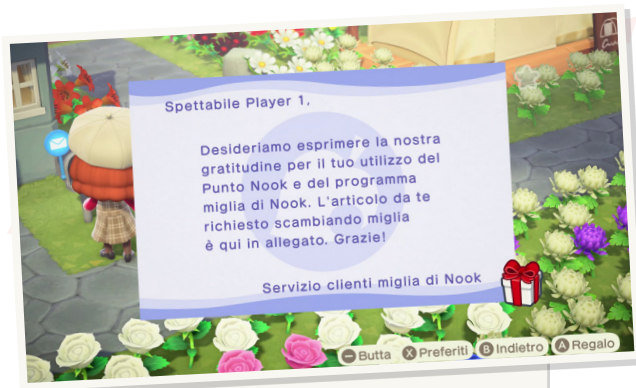 Spettabile Player 1,
Desideriamo esprimere la nostra
gratitudine per il tuo utilizzo del
Punto Nook e del programma
miglia di Nook. L'articolo da te
richiesto scambiando miglia
è qui in allegato. Grazie!
Servizio clienti miglia di Nook
− Butta X Preferiti B Indietro A Regalo